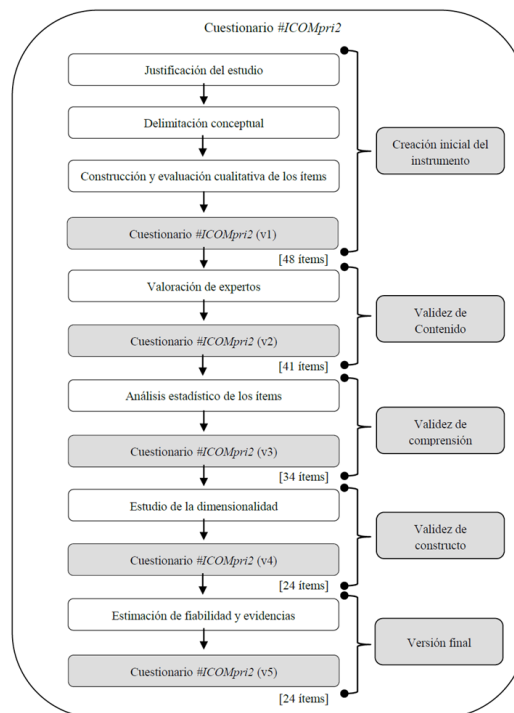 Cuestionario #ICOMpri2
Justificación del estudio
Delimitación conceptual
Construcción y evaluación cualitativa de los ítems
Cuestionario #ICOMpri2 (v1)
[48 ítems]
Creación inicial del
instrumento
Valoración de expertos
Cuestionario #ICOMpri2 (v2)
[41 ítems]
Validez de
Contenido
Análisis estadístico de los ítems
Cuestionario #ICOMpri2 (v3)
[34 ítems]
Validez de
comprensión
Estudio de la dimensionalidad
Cuestionario #ICOMpri2 (v4)
[24 ítems]
Validez de
constructo
Estimación de fiabilidad y evidencias
Cuestionario #ICOMpri2 (v5)
[24 ítems]
Versión final